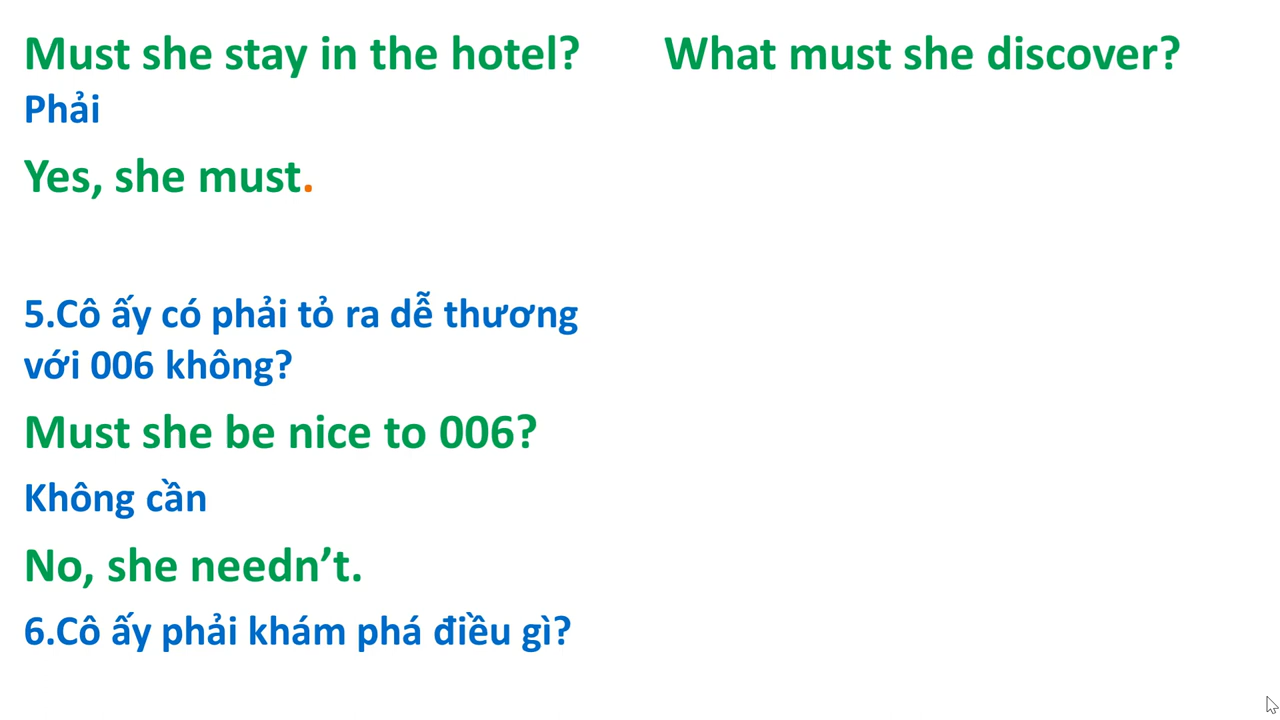 Must she stay in the hotel?
Phải
Yes, she must.
5.Cô ấy có phải tỏ ra dễ thương
với 006 không?
Must she be nice to 006?
Không cần
No, she needn’t.
6.Cô ấy phải khám phá điều gì?
What must she discover?